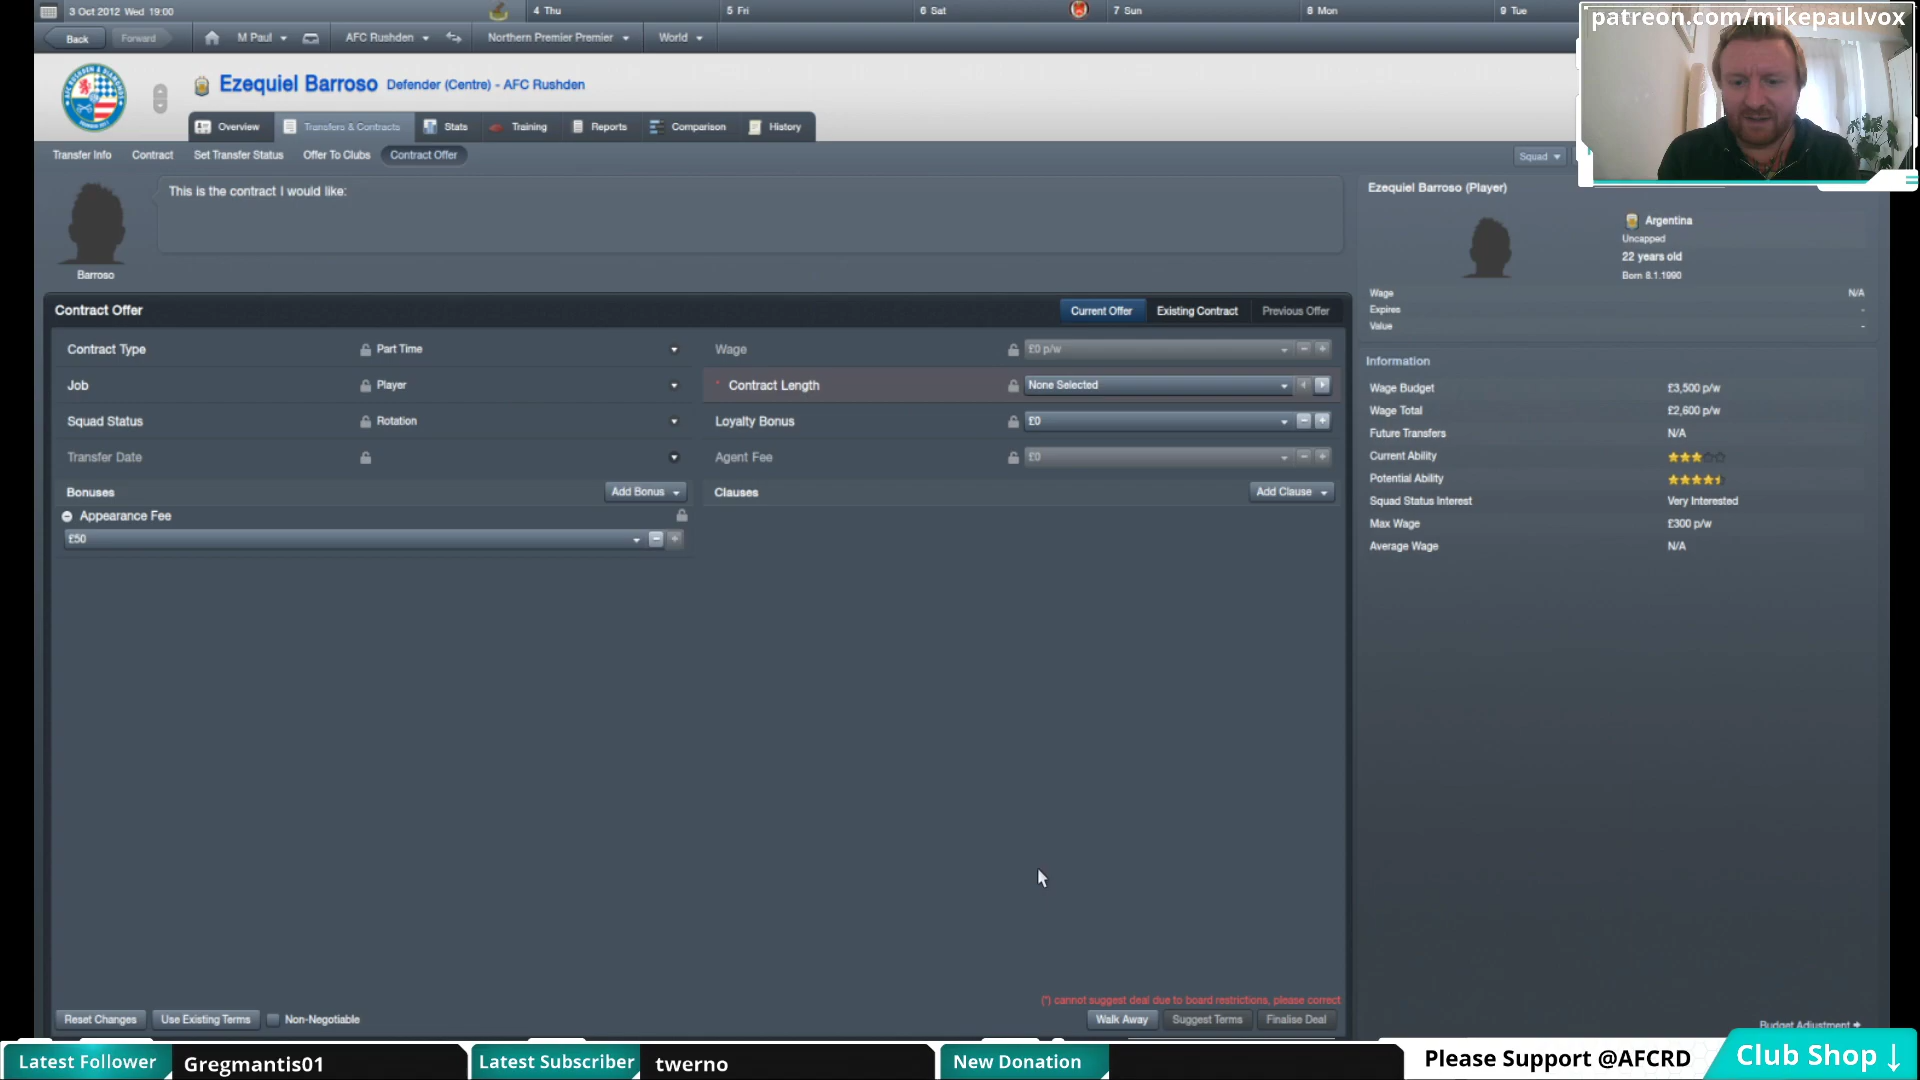 3 Oct 2012 Wed 19:00
4 Thu
5 Fri
6 Sat
7 Sun
8 Mon
9 Tue
patreon.com/mikepaulvox
Back
Forward
M Paul
AFC Rushden
Northern Premier Premier
World
Ezequiel Barroso
Defender (Centre) - AFC Rushden
Overview
Transfers & Contracts
Stats
Training
Reports
Comparison
History
Transfer Info
Contract
Set Transfer Status
Offer To Clubs
Contract Offer
Squad
This is the contract I would like:
Barroso
Ezequiel Barroso (Player)
Argentina
Uncapped
22 years old
Born 8.1.1990
Wage N/A
Expires -
Value -
Contract Offer
Current Offer
Existing Contract
Previous Offer
Contract Type Part Time
Wage £0 p/w
Job Player
* Contract Length None Selected
Squad Status Rotation
Loyalty Bonus £0
Transfer Date
Agent Fee £0
Bonuses
Add Bonus
Clauses
Add Clause
Appearance Fee
£50
Information
Wage Budget £3,500 p/w
Wage Total £2,600 p/w
Future Transfers N/A
Current Ability
Potential Ability
Squad Status Interest Very Interested
Max Wage £300 p/w
Average Wage N/A
(*) cannot suggest deal due to board restrictions, please correct
Reset Changes
Use Existing Terms
Non-Negotiable
Walk Away
Suggest Terms
Finalise Deal
Budget Adjustment
Latest Follower
Gregmantis01
Latest Subscriber
twerno
New Donation
Please Support @AFCRD
Club Shop ↓